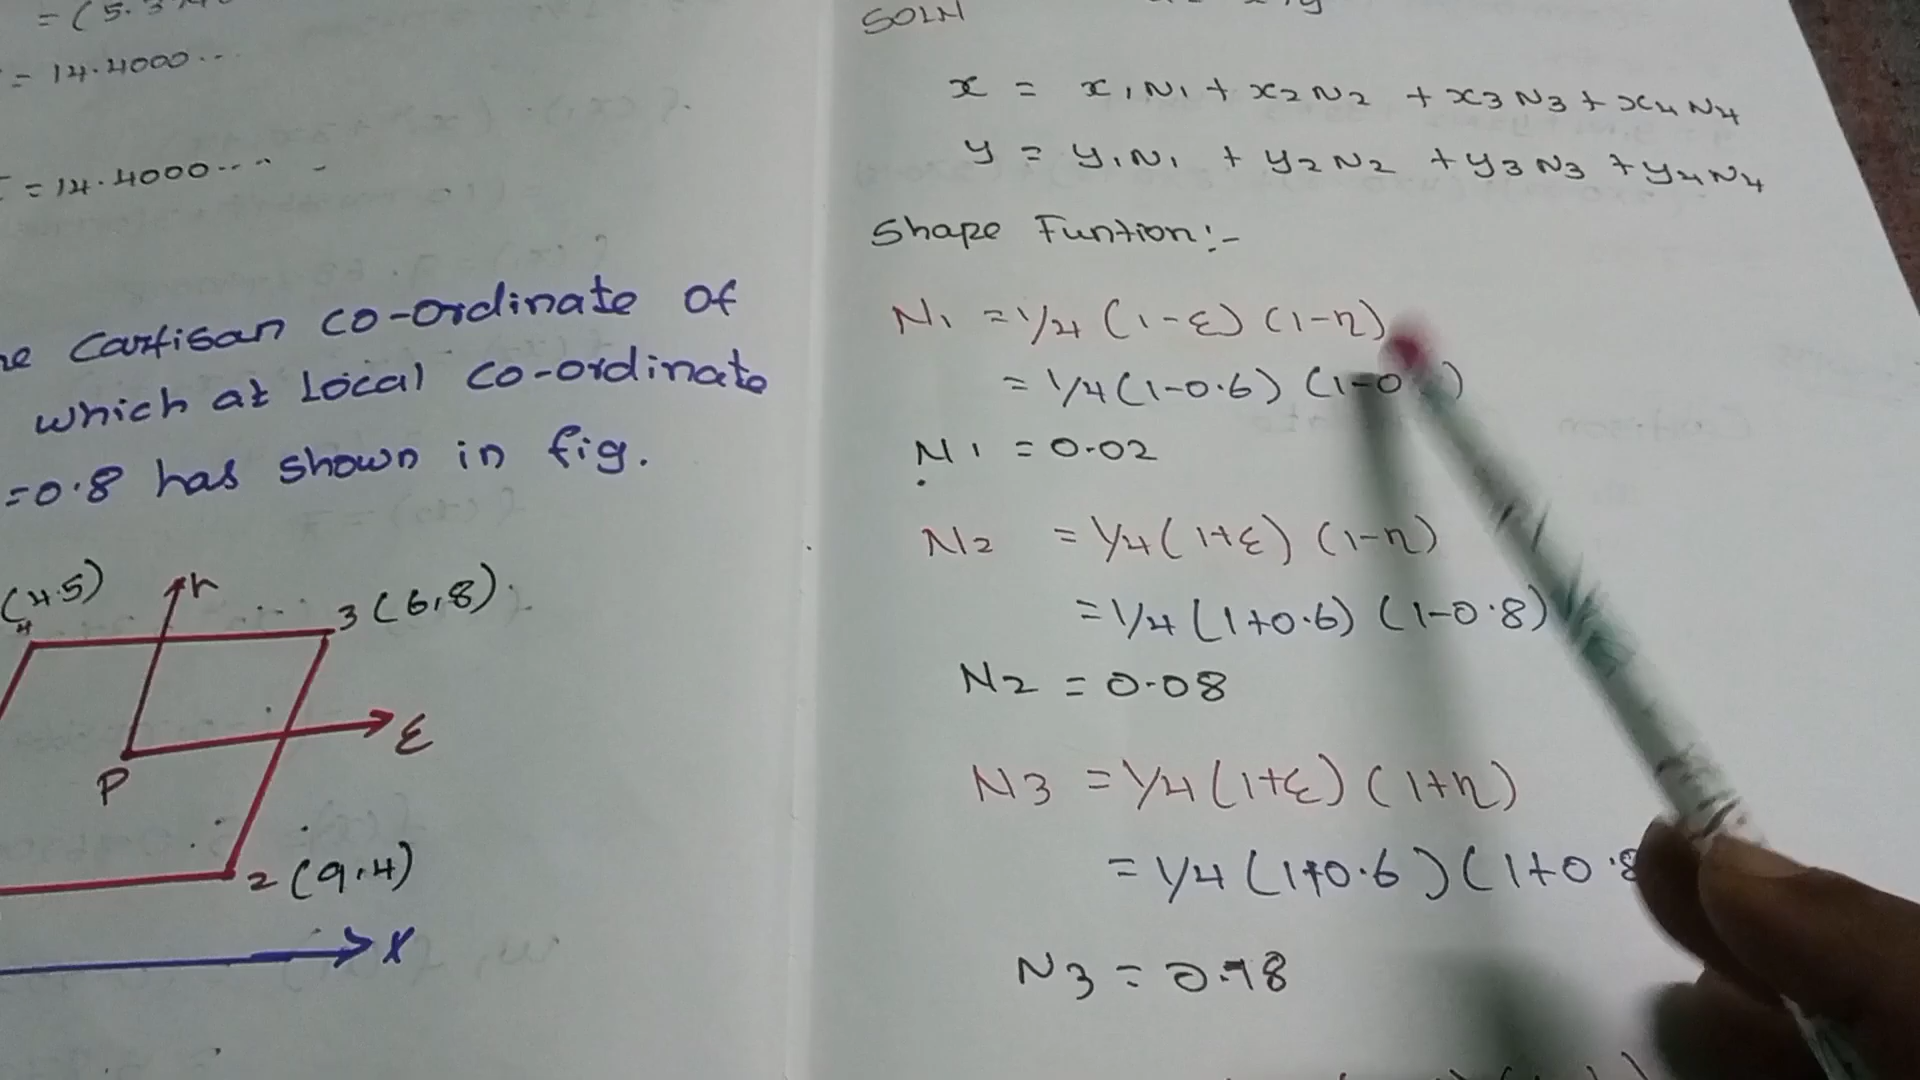 = 14.4000..
= 14.4000....
Cartisan co-ordinate of
which at Local co-ordinate
=0.8 has shown in fig.
(4.5)
4
η
3 (6,8)
ε
P
2 (9,4)
X
SOLN
x = x1N1 + x2N2 + x3N3 + x4N4
y = y1N1 + y2N2 + y3N3 + y4N4
Shape Funtion:-
N1 = 1/4 (1-ε) (1-η)
= 1/4 (1-0.6) (1-0
N1 = 0.02
N2 = 1/4 (1+ε) (1-η)
= 1/4 (1+0.6) (1-0.8)
N2 = 0.08
N3 = 1/4 (1+ε) (1+η)
= 1/4 (1+0.6) (1+0.8
N3 = 0.18